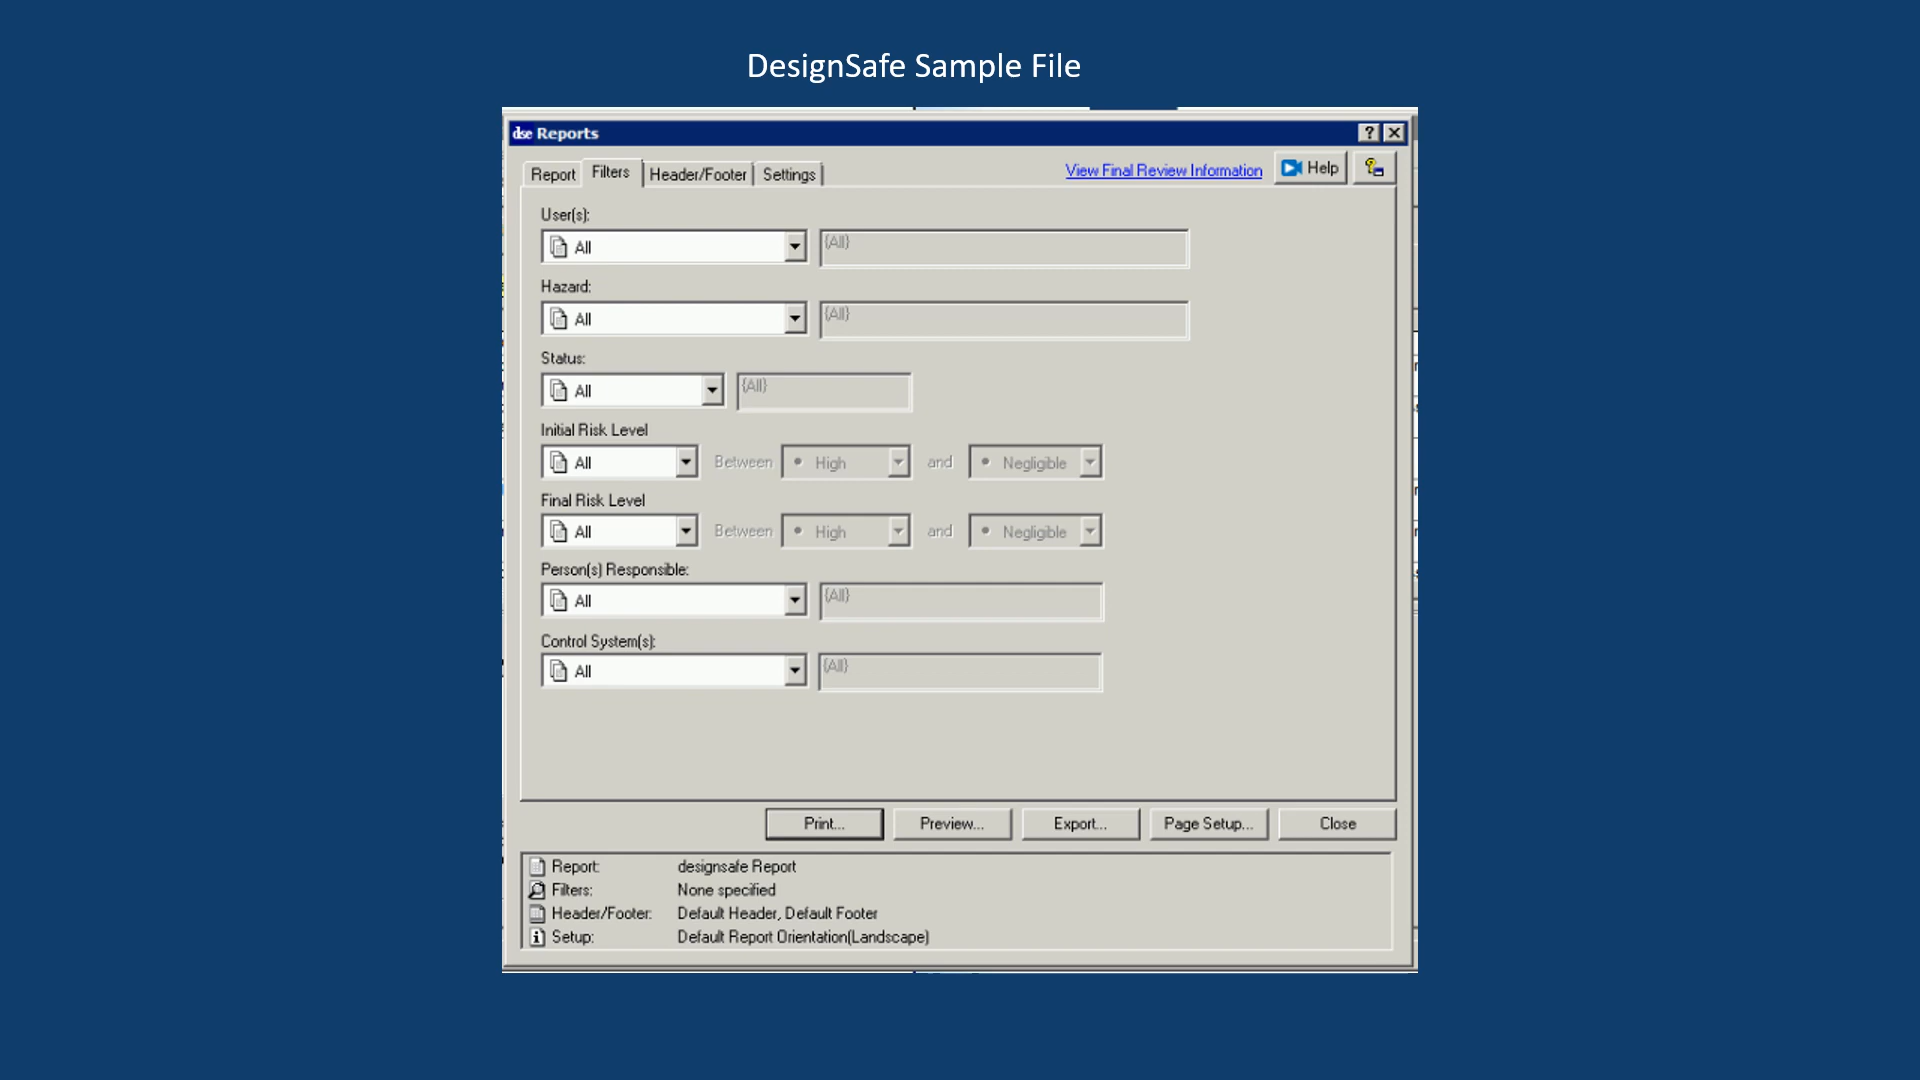 DesignSafe Sample File
dse Reports
Report Filters Header/Footer Settings View Final Review Information Help
User(s):
All {All}
Hazard:
All {All}
Status:
All {All}
Initial Risk Level
All Between High and Negligible
Final Risk Level
All Between High and Negligible
Person(s) Responsible:
All {All}
Control System(s):
All {All}
Print... Preview... Export... Page Setup... Close
Report: designsafe Report
Filters: None specified
Header/Footer: Default Header, Default Footer
Setup: Default Report Orientation(Landscape)